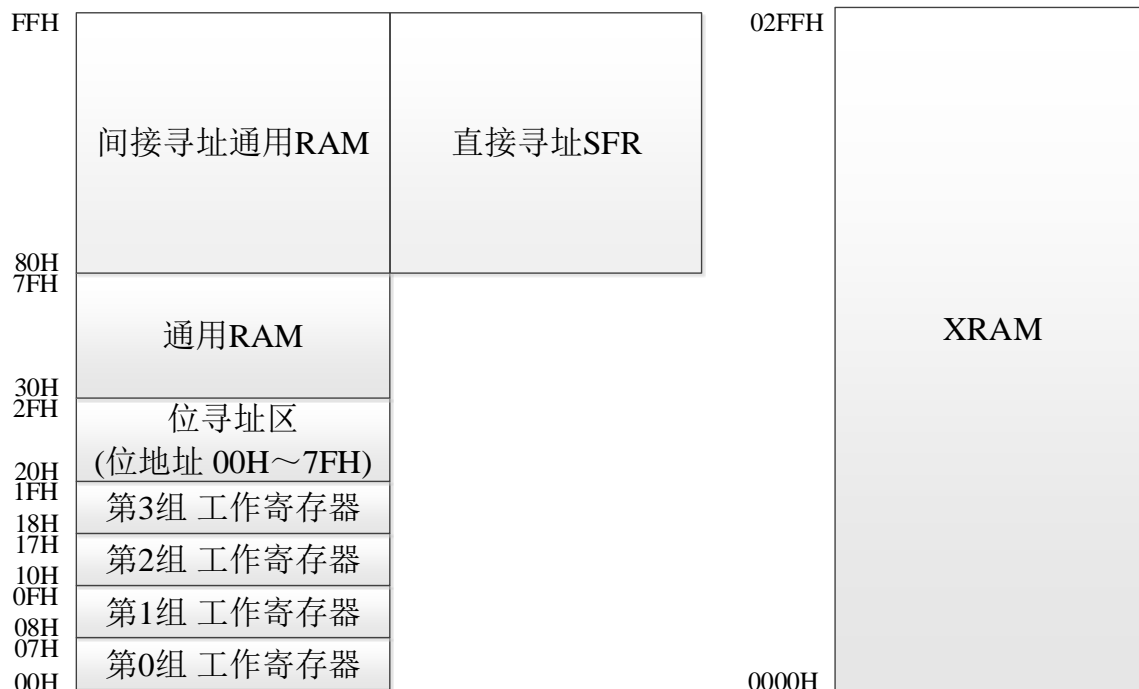 FFH
间接寻址通用RAM
直接寻址SFR
80H
7FH
通用RAM
30H
2FH
位寻址区
(位地址 00H～7FH)
20H
1FH
第3组 工作寄存器
18H
17H
第2组 工作寄存器
10H
0FH
第1组 工作寄存器
08H
07H
第0组 工作寄存器
00H
02FFH
XRAM
0000H